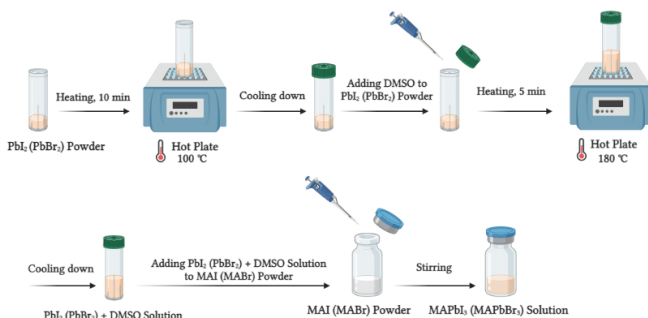 Heating, 10 min
Cooling down
Adding DMSO to
PbI₂ (PbBr₂) Powder
Heating, 5 min
PbI₂ (PbBr₂) Powder
Hot Plate
100 °C
Hot Plate
180 °C
Cooling down
Adding PbI₂ (PbBr₂) + DMSO Solution
to MAI (MABr) Powder
Stirring
PbI₂ (PbBr₂) + DMSO Solution
MAI (MABr) Powder
MAPbI₃ (MAPbBr₃) Solution